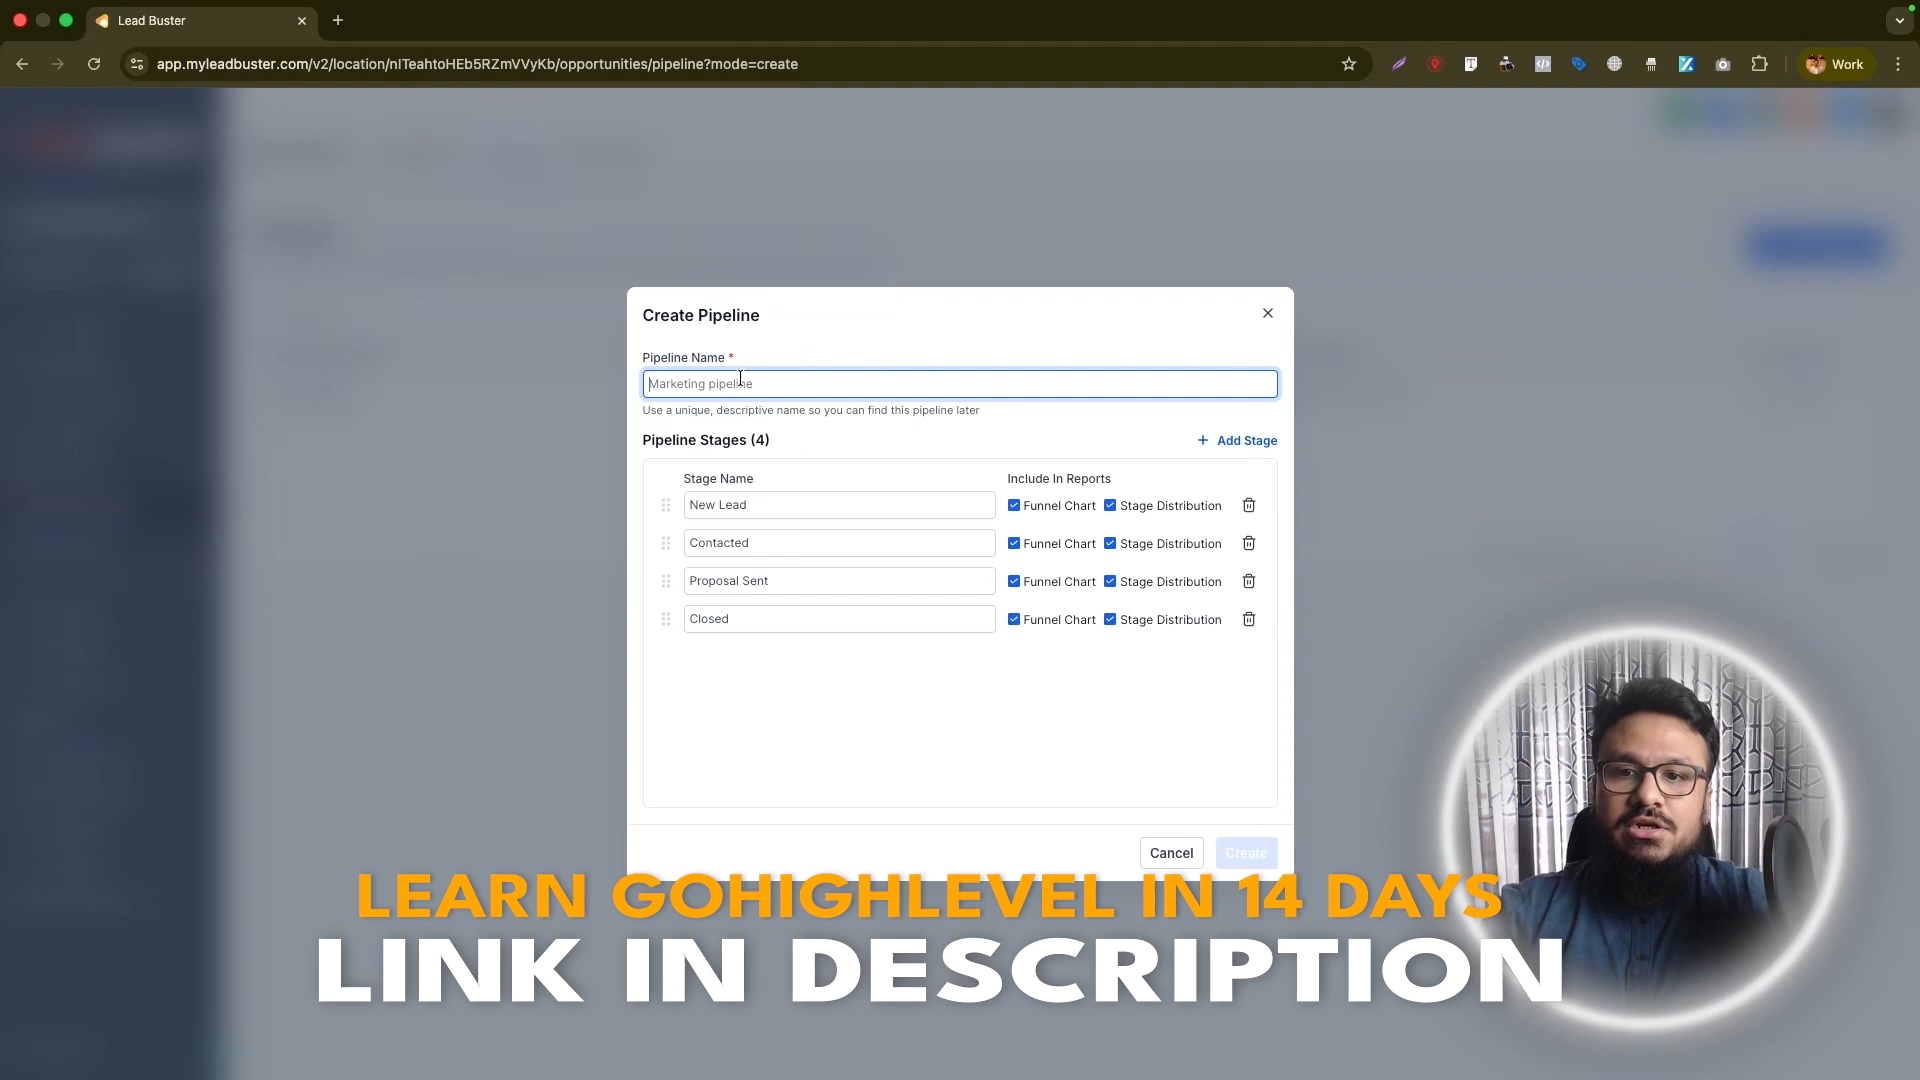 Lead Buster
app.myleadbuster.com/v2/location/nITeahtoHEb5RZmVVyKb/opportunities/pipeline?mode=create
Work
Create Pipeline
Pipeline Name *
Marketing pipeline
Use a unique, descriptive name so you can find this pipeline later
Pipeline Stages (4)
+ Add Stage
Stage Name Include In Reports
New Lead Funnel Chart Stage Distribution
Contacted Funnel Chart Stage Distribution
Proposal Sent Funnel Chart Stage Distribution
Closed Funnel Chart Stage Distribution
Cancel Create
LEARN GOHIGHLEVEL IN 14 DAYS
LINK IN DESCRIPTION